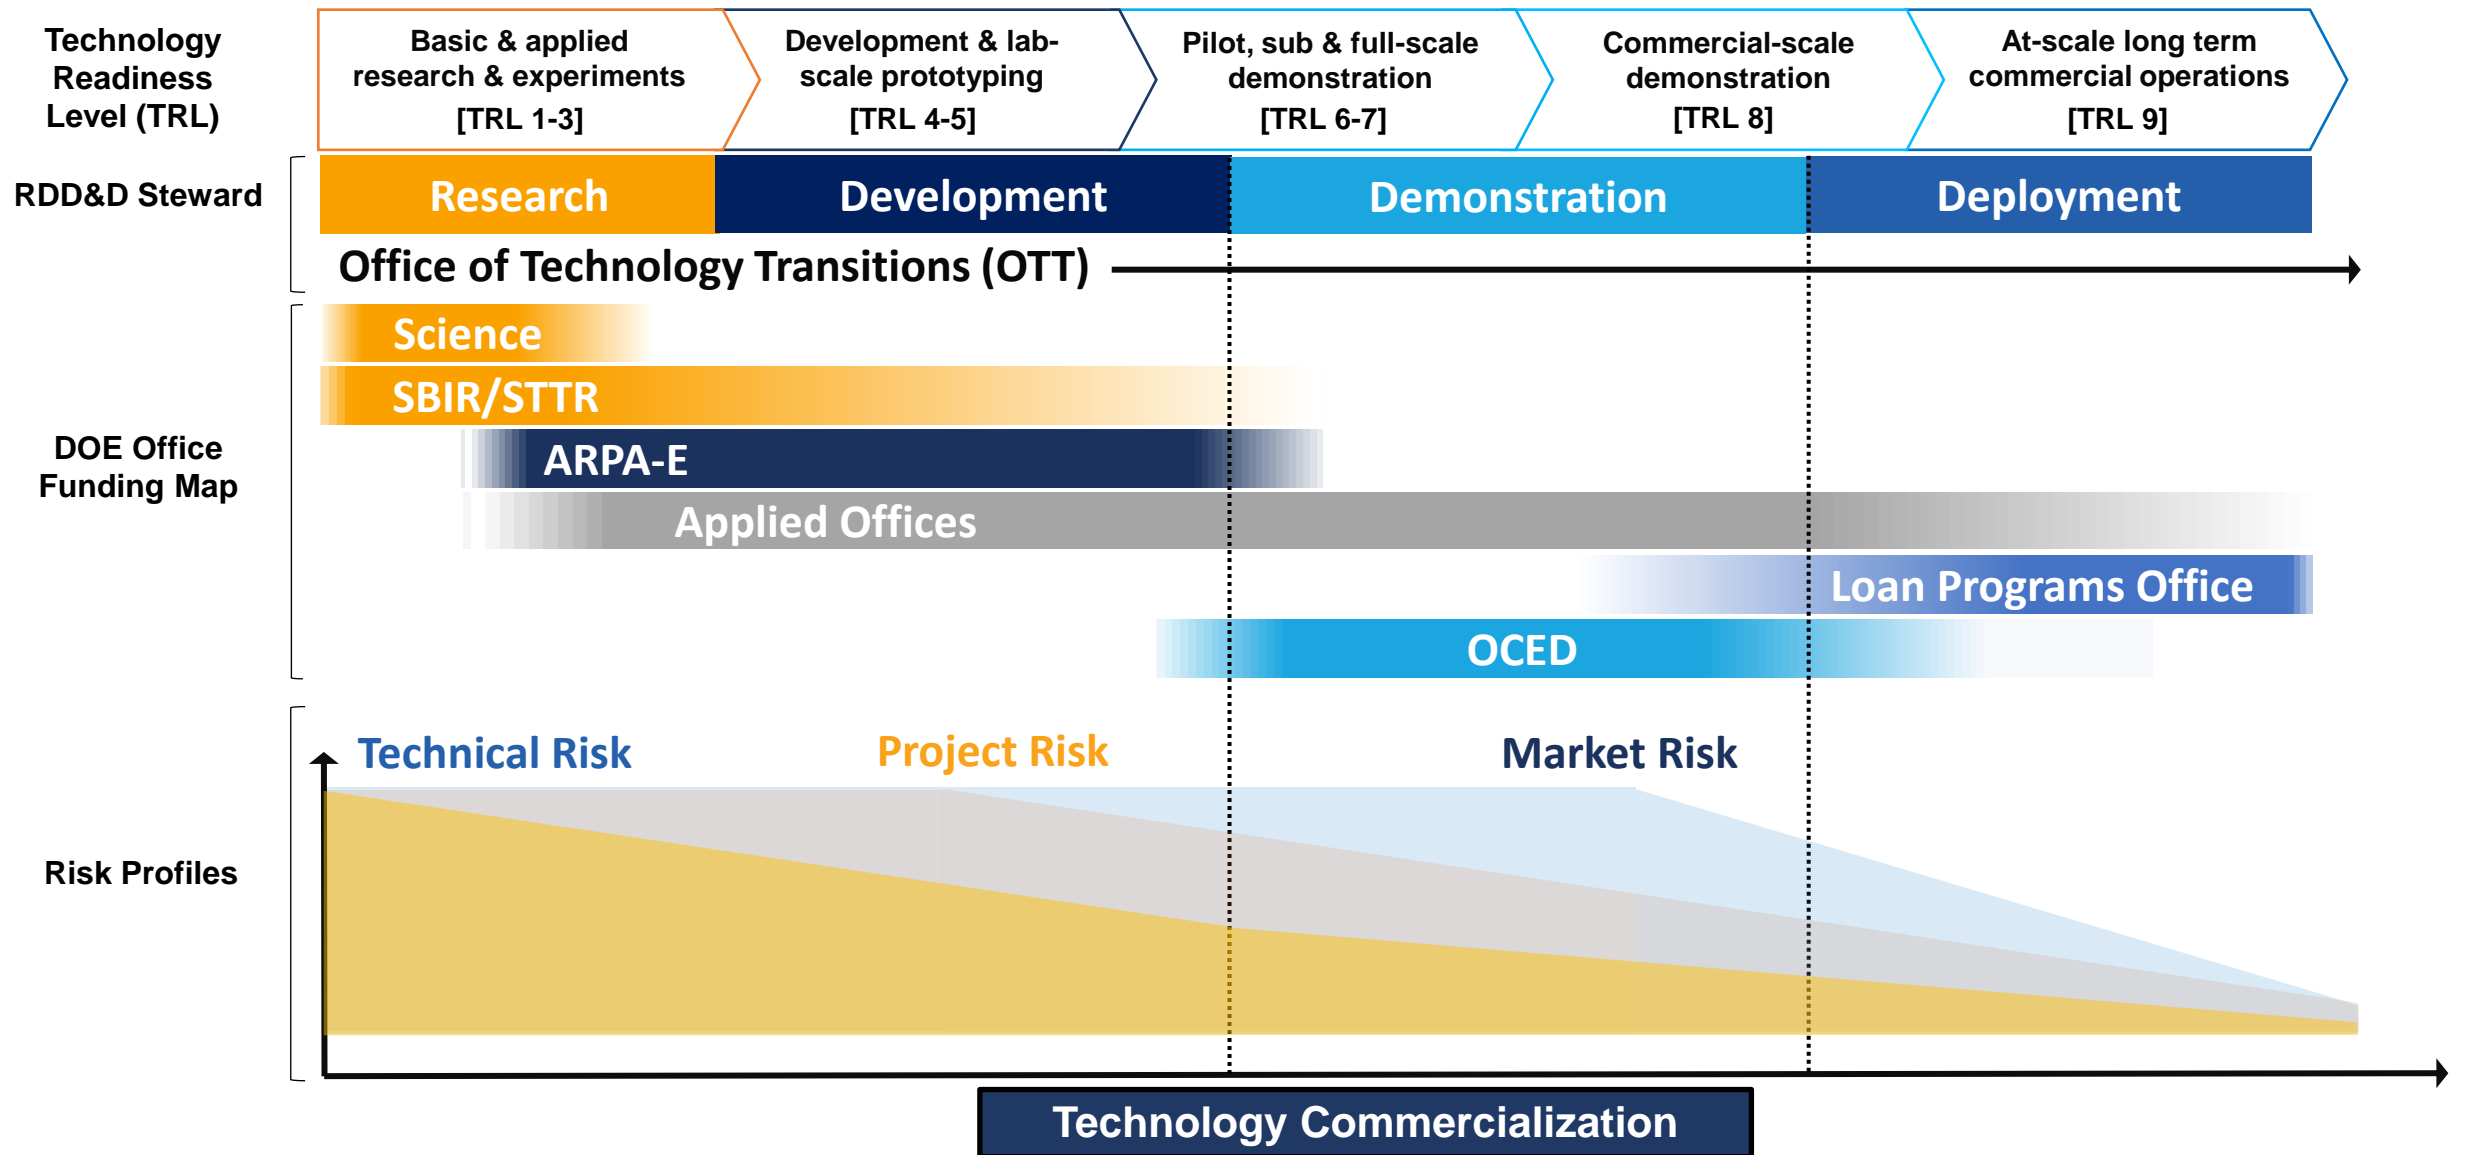 Technology
Readiness
Level (TRL)
Basic & applied
research & experiments
[TRL 1-3]
Development & lab-
scale prototyping
[TRL 4-5]
Pilot, sub & full-scale
demonstration
[TRL 6-7]
Commercial-scale
demonstration
[TRL 8]
At-scale long term
commercial operations
[TRL 9]
RDD&D Steward
Research
Development
Demonstration
Deployment
Office of Technology Transitions (OTT)
DOE Office
Funding Map
Science
SBIR/STTR
ARPA-E
Applied Offices
Loan Programs Office
OCED
Risk Profiles
Technical Risk
Project Risk
Market Risk
Technology Commercialization